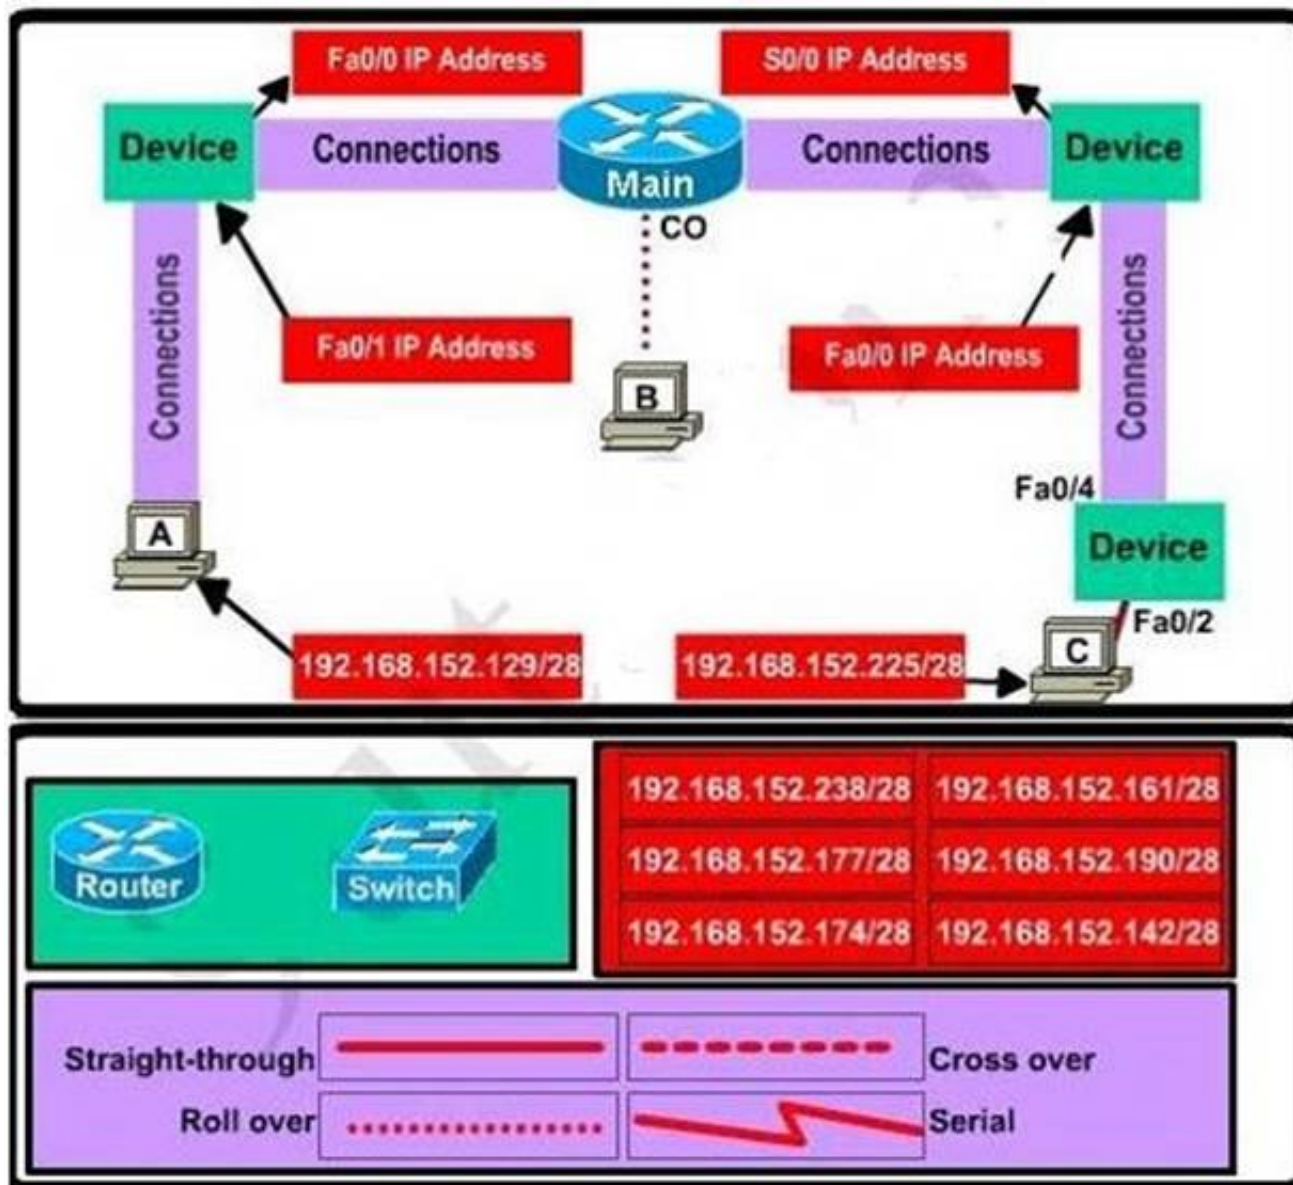 Fa0/0 IP Address
S0/0 IP Address
Device
Connections
Main
Connections
Device
CO
Connections
Fa0/1 IP Address
B
Fa0/0 IP Address
Connections
Fa0/4
A
Device
Fa0/2
192.168.152.129/28
192.168.152.225/28
C
192.168.152.238/28
192.168.152.161/28
Router
Switch
192.168.152.177/28
192.168.152.190/28
192.168.152.174/28
192.168.152.142/28
Straight-through
Cross over
Roll over
Serial